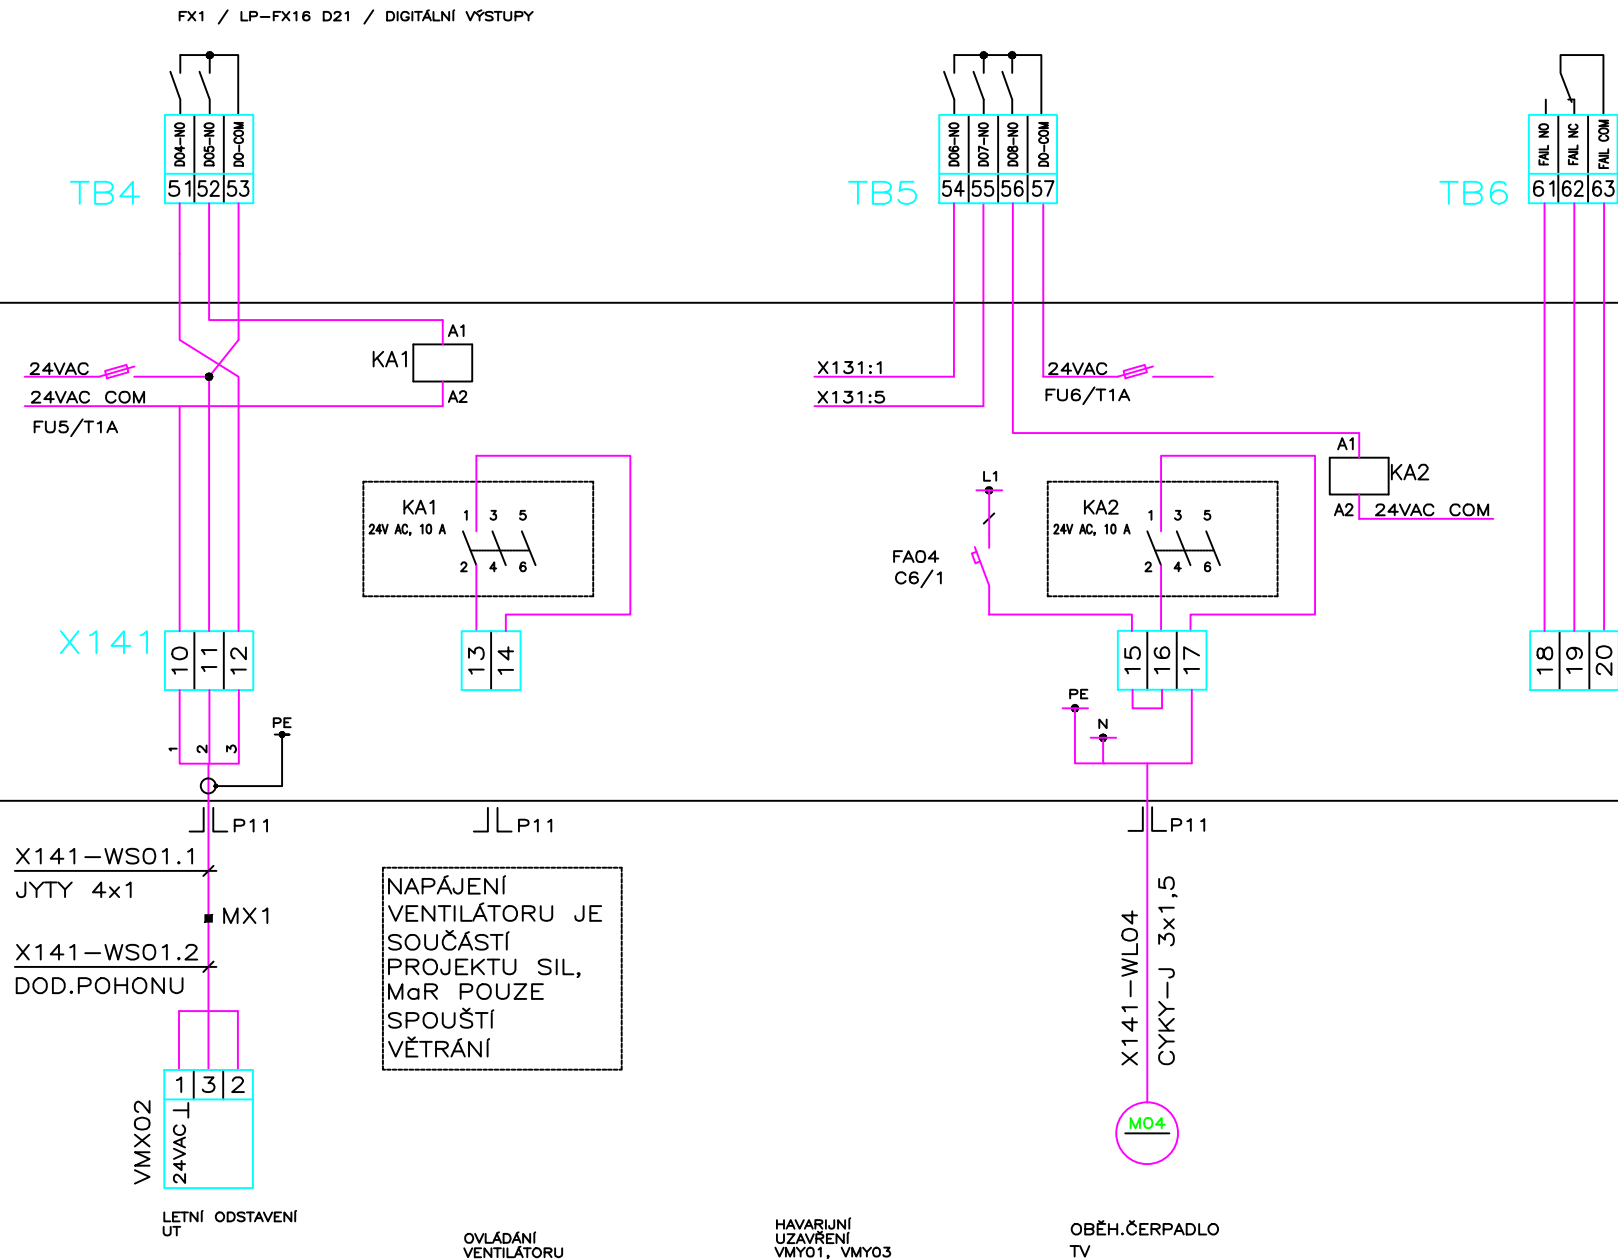 FX1 / LP-FX16 D21 / DIGITÁLNÍ VÝSTUPY
DO4-NO DO5-NO DO-COM
TB4 51 52 53
DO6-NO DO7-NO DO8-NO DO-COM
TB5 54 55 56 57
FAIL NO FAIL NC FAIL COM
TB6 61 62 63
A1
KA1
A2
24VAC
24VAC COM
FU5/T1A
X131:1
X131:5
24VAC
FU6/T1A
A1
KA2
A2 24VAC COM
KA1
24V AC, 10 A
1 3 5
2 4 6
L1
FA04
C6/1
KA2
24V AC, 10 A
1 3 5
2 4 6
X141 10 11 12
13 14
15 16 17
18 19 20
1 2 3
PE
PE
N
P11
P11
P11
X141-WS01.1
JYTY 4x1
MX1
X141-WS01.2
DOD.POHONU
NAPÁJENÍ
VENTILÁTORU JE
SOUČÁSTÍ
PROJEKTU SIL,
MaR POUZE
SPOUŠTÍ
VĚTRÁNÍ
X141-WL04
CYKY-J 3x1,5
M04
1 3 2
24VAC ⊥
VMX02
LETNÍ ODSTAVENÍ
UT
OVLÁDÁNÍ
VENTILÁTORU
HAVARIJNÍ
UZAVŘENÍ
VMY01, VMY03
OBĚH.ČERPADLO
TV